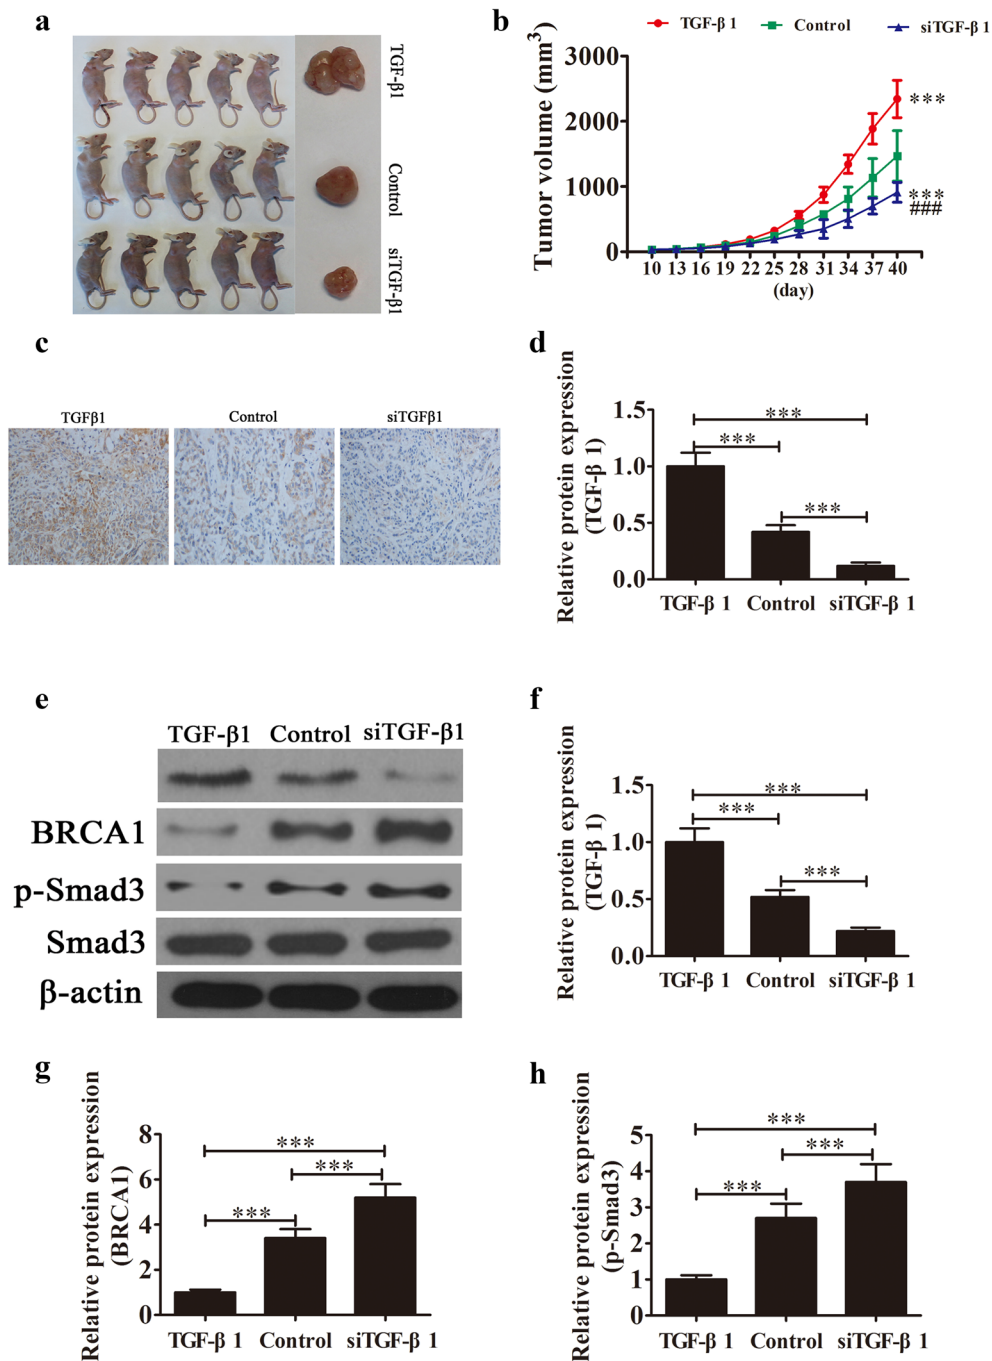 a
TGF-β1
Control
siTGF-β1
b
TGF-β 1
Control
siTGF-β 1
Tumor volume (mm3)
3000
2000
1000
0
10 13 16 19 22 25 28 31 34 37 40
(day)
***
***
###
c
TGFβ1 Control siTGFβ1
d
Relative protein expression
(TGF-β 1)
1.5
1.0
0.5
0.0
***
***
***
TGF-β 1 Control siTGF-β 1
e
TGF-β1 Control siTGF-β1
BRCA1
p-Smad3
Smad3
β-actin
f
Relative protein expression
(TGF-β 1)
1.5
1.0
0.5
0.0
***
***
***
TGF-β 1 Control siTGF-β 1
g
Relative protein expression
(BRCA1)
8
6
4
2
0
***
***
***
TGF-β 1 Control siTGF-β 1
h
Relative protein expression
(p-Smad3)
5
4
3
2
1
0
***
***
***
TGF-β 1 Control siTGF-β 1